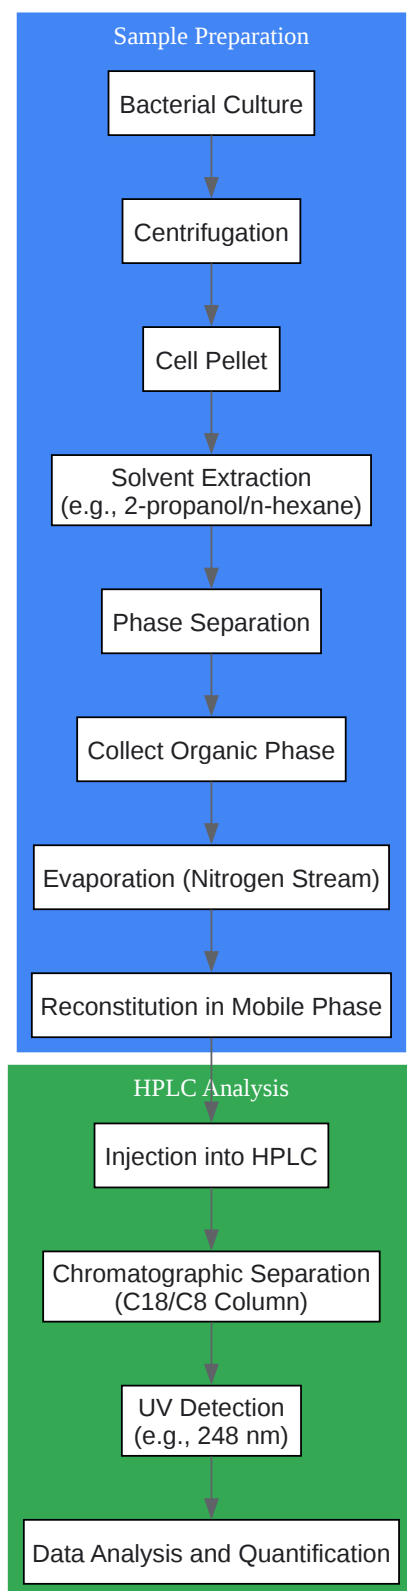 Sample Preparation
Bacterial Culture
Centrifugation
Cell Pellet
Solvent Extraction
(e.g., 2-propanol/n-hexane)
Phase Separation
Collect Organic Phase
Evaporation (Nitrogen Stream)
Reconstitution in Mobile Phase
HPLC Analysis
Injection into HPLC
Chromatographic Separation
(C18/C8 Column)
UV Detection
(e.g., 248 nm)
Data Analysis and Quantification